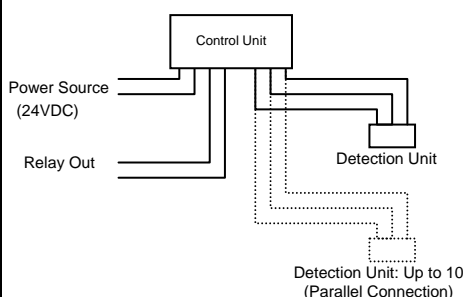 Control Unit
Power Source
(24VDC)
Relay Out
Detection Unit
Detection Unit: Up to 10
(Parallel Connection)